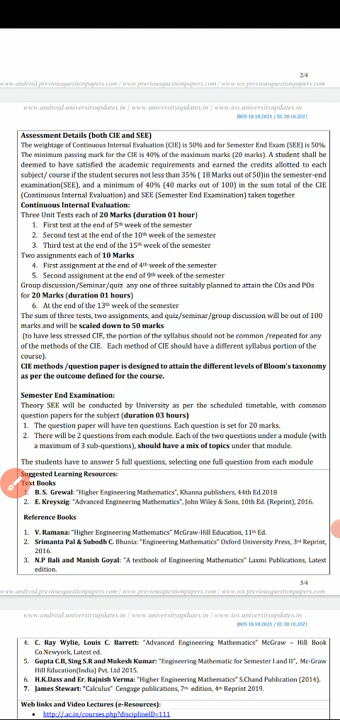 2/4
www.android.previousquestionpapers.com | www.previousquestionpapers.com | www.ios.previousquestionpapers.com
www.android.universityupdates.in | www.universityupdates.in | www.ios.universityupdates.in
Assessment Details (both CIE and SEE)
The weightage of Continuous Internal Evaluation (CIE) is 50% and for Semester End Exam (SEE) is 50%.
The minimum passing mark for the CIE is 40% of the maximum marks (20 marks). A student shall be
deemed to have satisfied the academic requirements and earned the credits allotted to each
subject/ course if the student secures not less than 35% ( 18 Marks out of 50)in the semester-end
examination(SEE), and a minimum of 40% (40 marks out of 100) in the sum total of the CIE
(Continuous Internal Evaluation) and SEE (Semester End Examination) taken together
Continuous Internal Evaluation:
Three Unit Tests each of 20 Marks (duration 01 hour)
1. First test at the end of 5th week of the semester
2. Second test at the end of the 10th week of the semester
3. Third test at the end of the 15th week of the semester
Two assignments each of 10 Marks
4. First assignment at the end of 4th week of the semester
5. Second assignment at the end of 9th week of the semester
Group discussion/Seminar/quiz any one of three suitably planned to attain the COs and POs
for 20 Marks (duration 01 hours)
6. At the end of the 13th week of the semester
The sum of three tests, two assignments, and quiz/seminar/group discussion will be out of 100
marks and will be scaled down to 50 marks
(to have less stressed CIE, the portion of the syllabus should not be common /repeated for any
of the methods of the CIE. Each method of CIE should have a different syllabus portion of the
course).
CIE methods /question paper is designed to attain the different levels of Bloom's taxonomy
as per the outcome defined for the course.
Semester End Examination:
Theory SEE will be conducted by University as per the scheduled timetable, with common
question papers for the subject (duration 03 hours)
1. The question paper will have ten questions. Each question is set for 20 marks.
2. There will be 2 questions from each module. Each of the two questions under a module (with
a maximum of 3 sub-questions), should have a mix of topics under that module.
The students have to answer 5 full questions, selecting one full question from each module
Suggested Learning Resources:
Text Books
1. B. S. Grewal: "Higher Engineering Mathematics", Khanna publishers, 44th Ed.2018
2. E. Kreyszig: "Advanced Engineering Mathematics", John Wiley & Sons, 10th Ed. (Reprint), 2016.
Reference Books
1. V. Ramana: "Higher Engineering Mathematics" McGraw-Hill Education, 11th Ed.
2. Srimanta Pal & Subodh C. Bhunia: "Engineering Mathematics" Oxford University Press, 3rd Reprint,
2016.
3. N.P Bali and Manish Goyal: "A textbook of Engineering Mathematics" Laxmi Publications, Latest
edition.
3/4
www.android.previousquestionpapers.com | www.previousquestionpapers.com | www.ios.previousquestionpapers.com
www.android.universityupdates.in | www.universityupdates.in | www.ios.universityupdates.in
4. C. Ray Wylie, Louis C. Barrett: "Advanced Engineering Mathematics" McGraw – Hill Book
Co.Newyork, Latest ed.
5. Gupta C.B, Sing S.R and Mukesh Kumar: "Engineering Mathematic for Semester I and II", Mc-Graw
Hill Education(India) Pvt. Ltd 2015.
6. H.K.Dass and Er. Rajnish Verma: "Higher Engineering Mathematics" S.Chand Publication (2014).
7. James Stewart: "Calculus" Cengage publications, 7th edition, 4th Reprint 2019.
Web links and Video Lectures (e-Resources):
• http://.ac.in/courses.php?disciplineID=111